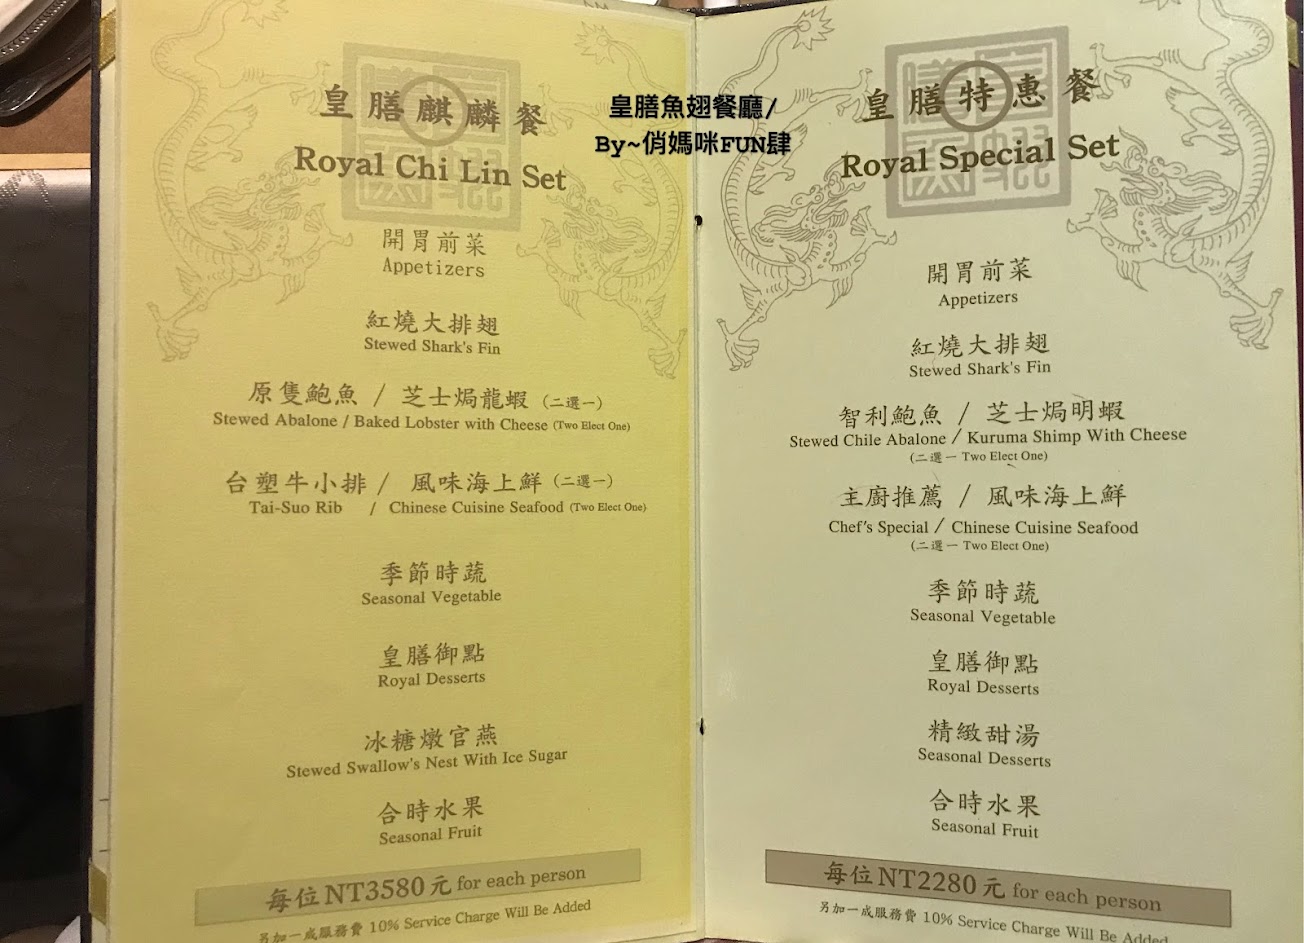 皇膳麒麟餐
Royal Chi Lin Set
開胃前菜
Appetizers
紅燒大排翅
Stewed Shark's Fin
原隻鮑魚 / 芝士焗龍蝦 (二選一)
Stewed Abalone / Baked Lobster with Cheese (Two Elect One)
台塑牛小排 / 風味海上鮮 (二選一)
Tai-Suo Rib / Chinese Cuisine Seafood (Two Elect One)
季節時蔬
Seasonal Vegetable
皇膳御點
Royal Desserts
冰糖燉官燕
Stewed Swallow's Nest With Ice Sugar
合時水果
Seasonal Fruit
每位NT3580元 for each person
另加一成服務費 10% Service Charge Will Be Added
皇膳魚翅餐廳/
By~俏媽咪FUN肆
皇膳特惠餐
Royal Special Set
開胃前菜
Appetizers
紅燒大排翅
Stewed Shark's Fin
智利鮑魚 / 芝士焗明蝦
Stewed Chile Abalone / Kuruma Shimp With Cheese
(二選一 Two Elect One)
主廚推薦 / 風味海上鮮
Chef's Special / Chinese Cuisine Seafood
(二選一 Two Elect One)
季節時蔬
Seasonal Vegetable
皇膳御點
Royal Desserts
精緻甜湯
Seasonal Desserts
合時水果
Seasonal Fruit
每位NT2280元 for each person
另加一成服務費 10% Service Charge Will Be Added